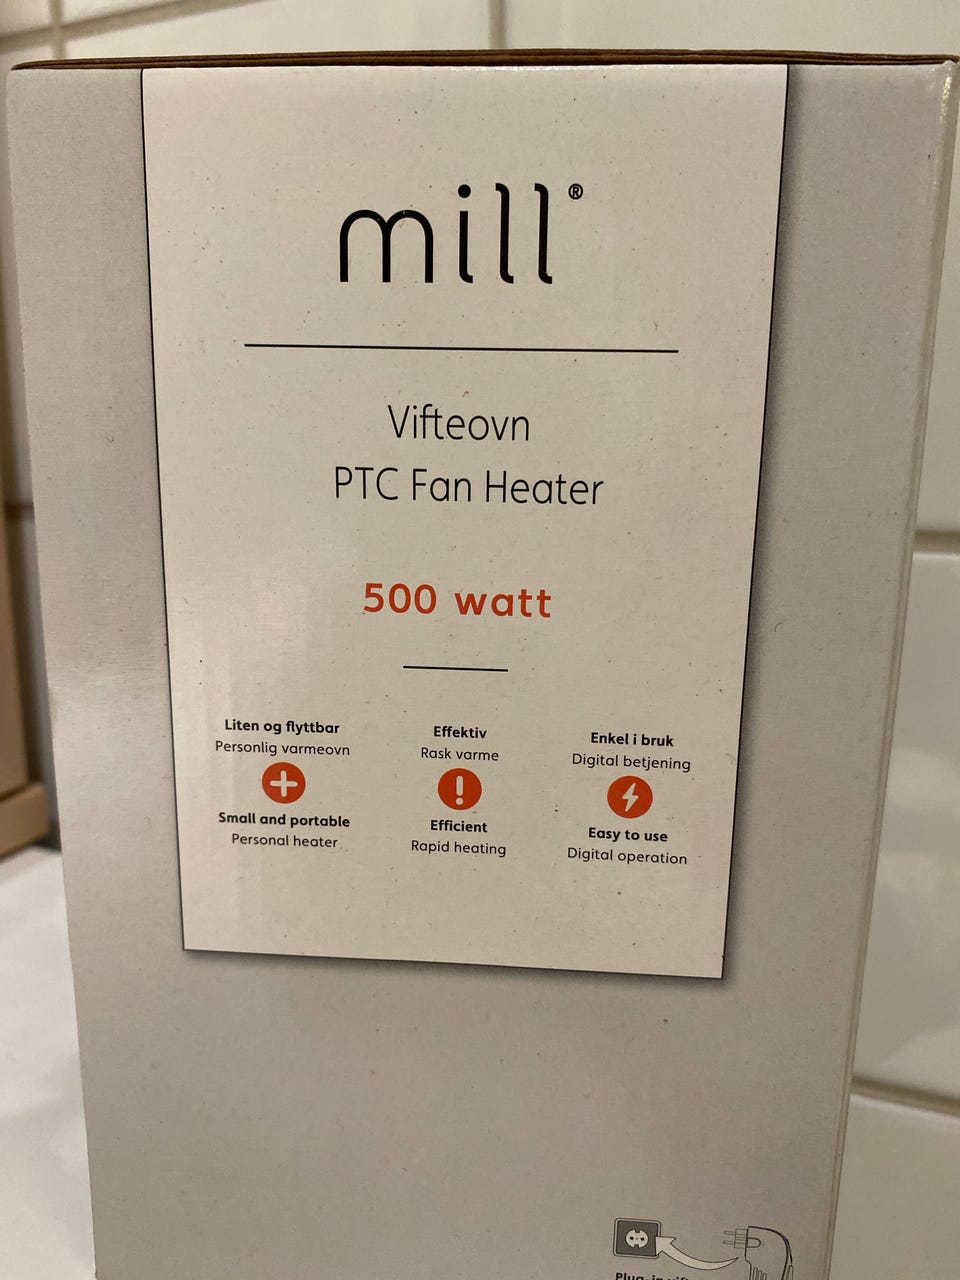 mill®
Vifteovn
PTC Fan Heater
500 watt
Liten og flyttbar
Personlig varmeovn
Small and portable
Personal heater
Effektiv
Rask varme
Efficient
Rapid heating
Enkel i bruk
Digital betjening
Easy to use
Digital operation